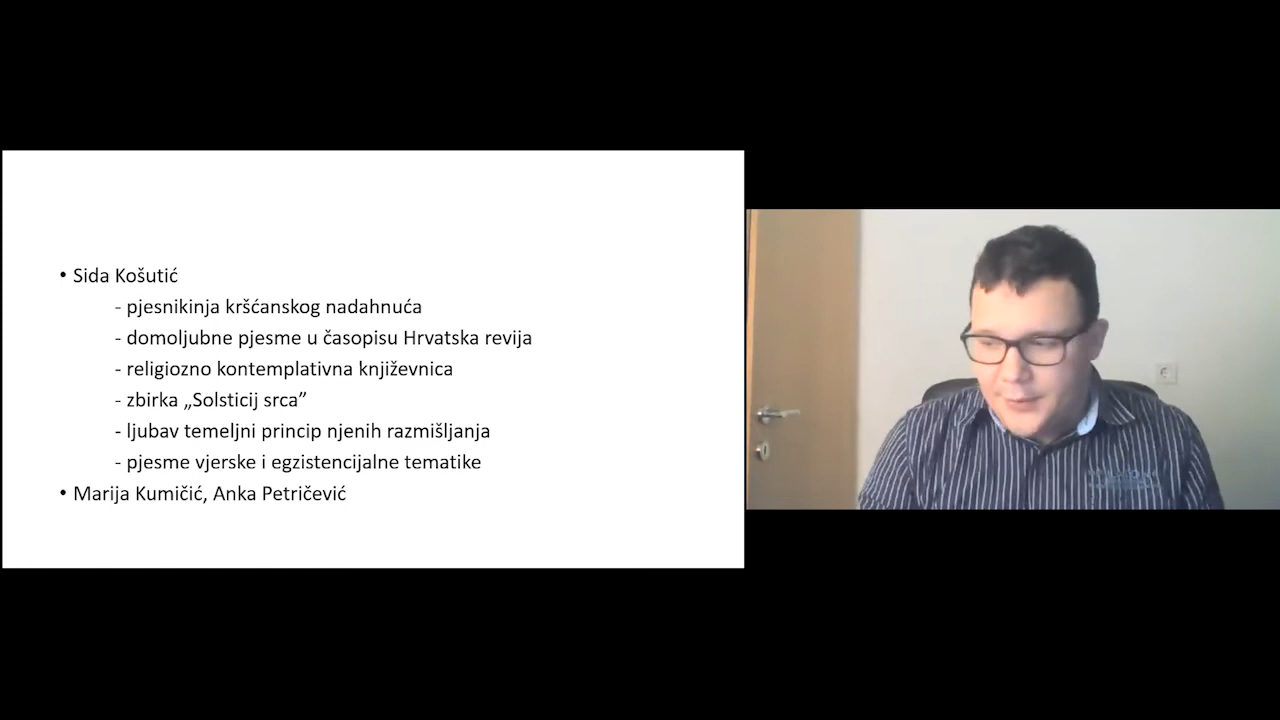 • Sida Košutić
- pjesnikinja kršćanskog nadahnuća
- domoljubne pjesme u časopisu Hrvatska revija
- religiozno kontemplativna književnica
- zbirka „Solsticij srca”
- ljubav temeljni princip njenih razmišljanja
- pjesme vjerske i egzistencijalne tematike
• Marija Kumičić, Anka Petričević